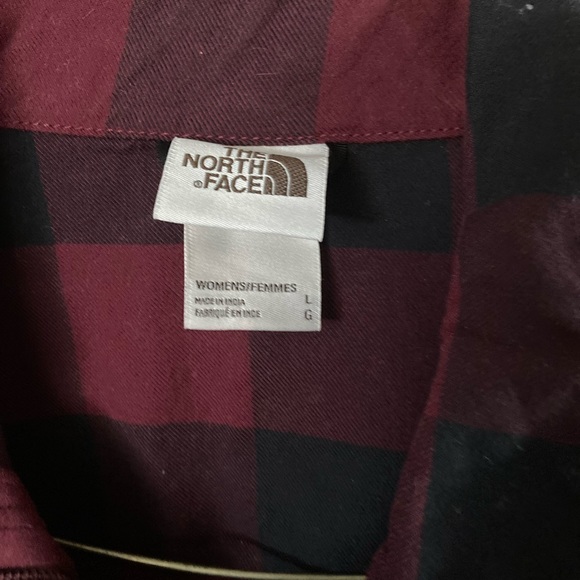 THE
NORTH
®FACE
WOMENS/FEMMES L
MADE IN INDIA
FABRIQUÉ EN INDE G